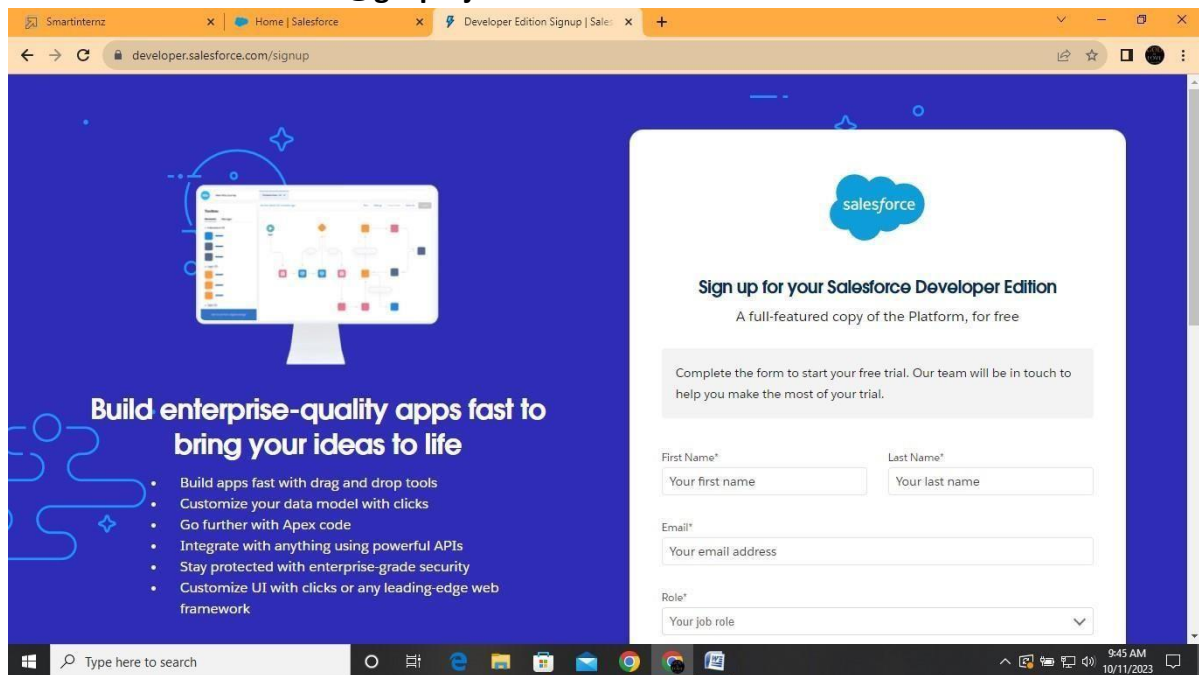 Smartinternz
Home | Salesforce
Developer Edition Signup | Sales
developer.salesforce.com/signup
salesforce
Sign up for your Salesforce Developer Edition
A full-featured copy of the Platform, for free
Complete the form to start your free trial. Our team will be in touch to
help you make the most of your trial.
Build enterprise-quality apps fast to
bring your ideas to life
• Build apps fast with drag and drop tools
• Customize your data model with clicks
• Go further with Apex code
• Integrate with anything using powerful APIs
• Stay protected with enterprise-grade security
• Customize UI with clicks or any leading-edge web
framework
First Name* Last Name*
Your first name Your last name
Email*
Your email address
Role*
Your job role
Type here to search
9:45 AM
10/11/2023